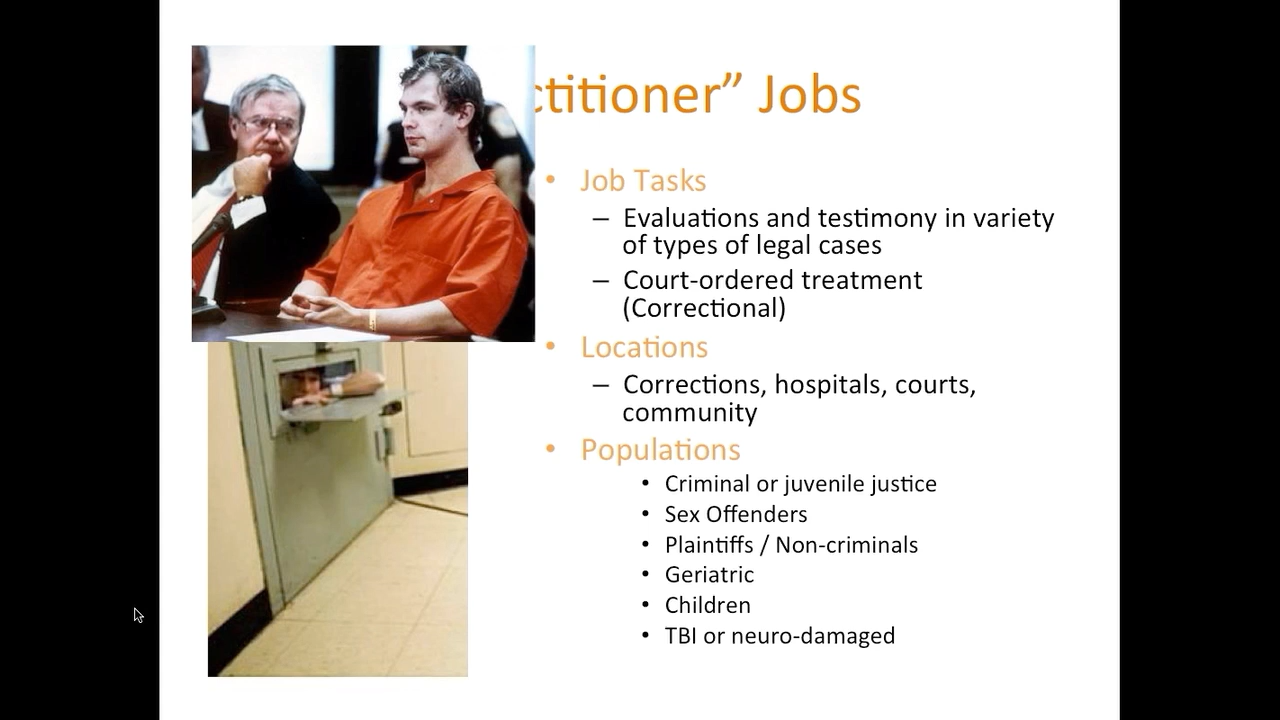 ctitioner” Jobs
• Job Tasks
– Evaluations and testimony in variety
of types of legal cases
– Court-ordered treatment
(Correctional)
• Locations
– Corrections, hospitals, courts,
community
• Populations
• Criminal or juvenile justice
• Sex Offenders
• Plaintiffs / Non-criminals
• Geriatric
• Children
• TBI or neuro-damaged